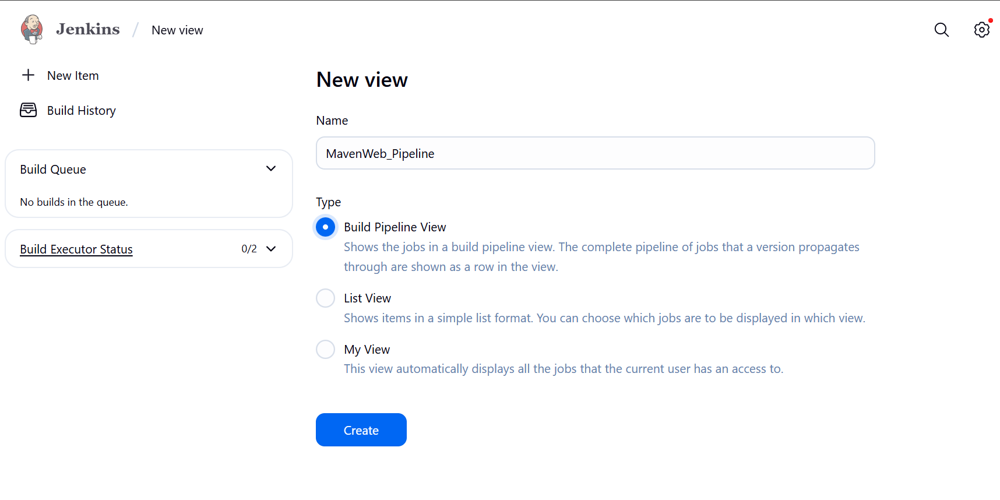 Jenkins / New view
New Item
Build History
Build Queue
No builds in the queue.
Build Executor Status 0/2
New view
Name
MavenWeb_Pipeline
Type
Build Pipeline View
Shows the jobs in a build pipeline view. The complete pipeline of jobs that a version propagates
through are shown as a row in the view.
List View
Shows items in a simple list format. You can choose which jobs are to be displayed in which view.
My View
This view automatically displays all the jobs that the current user has an access to.
Create